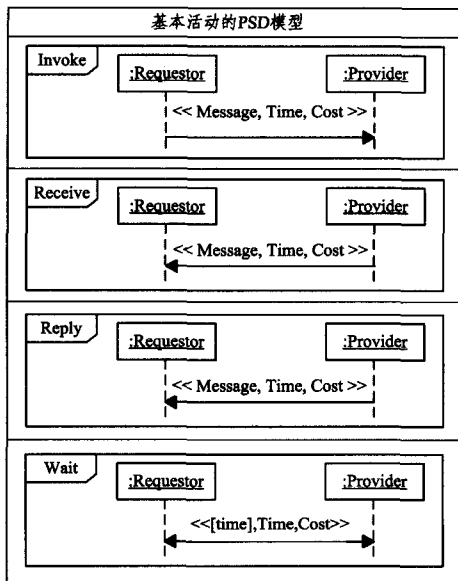 基本活动的PSD模型
Invoke
:Requestor :Provider
<< Message, Time, Cost >>
Receive
:Requestor :Provider
<< Message, Time, Cost >>
Reply
:Requestor :Provider
<< Message, Time, Cost >>
Wait
:Requestor :Provider
<<[time],Time,Cost>>